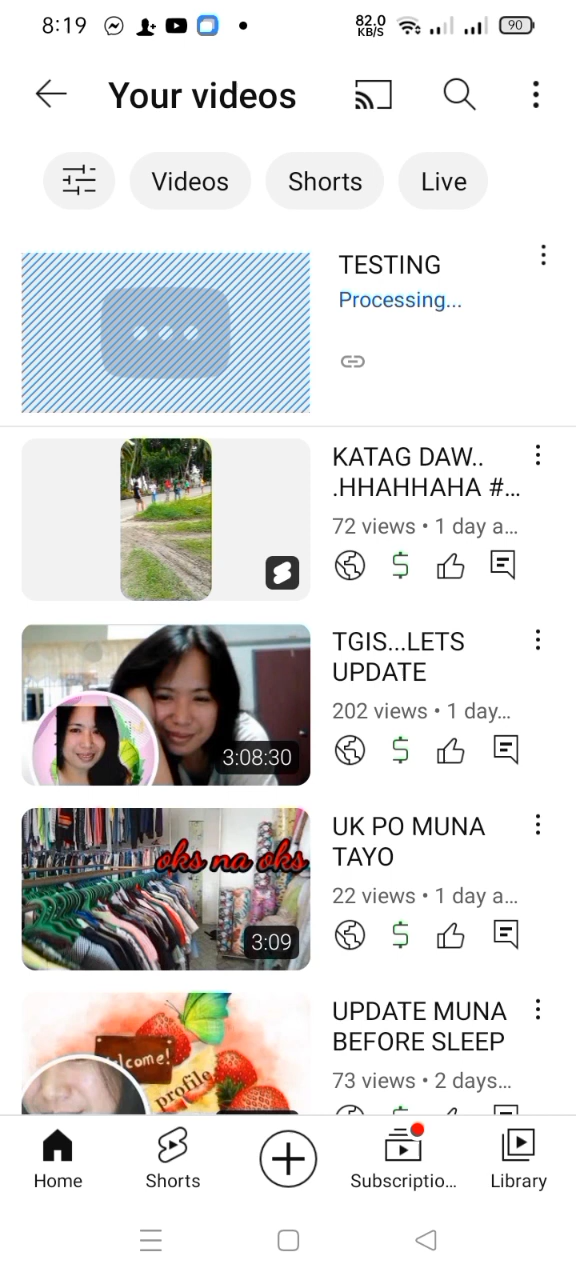 8:19
82.0
KB/S
90
Your videos
Videos
Shorts
Live
TESTING
Processing...
KATAG DAW..
.HHAHHAHA #...
72 views • 1 day a...
TGIS...LETS
UPDATE
202 views • 1 day...
3:08:30
UK PO MUNA
TAYO
oks na oks
22 views • 1 day a...
3:09
UPDATE MUNA
BEFORE SLEEP
lcome!
profile
73 views • 2 days...
Home
Shorts
Subscriptio...
Library